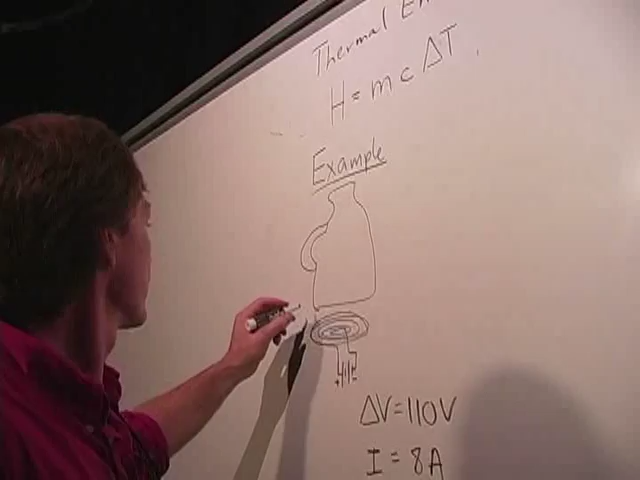 Thermal
H = m c ΔT
Example
ΔV = 110V
I = 8A